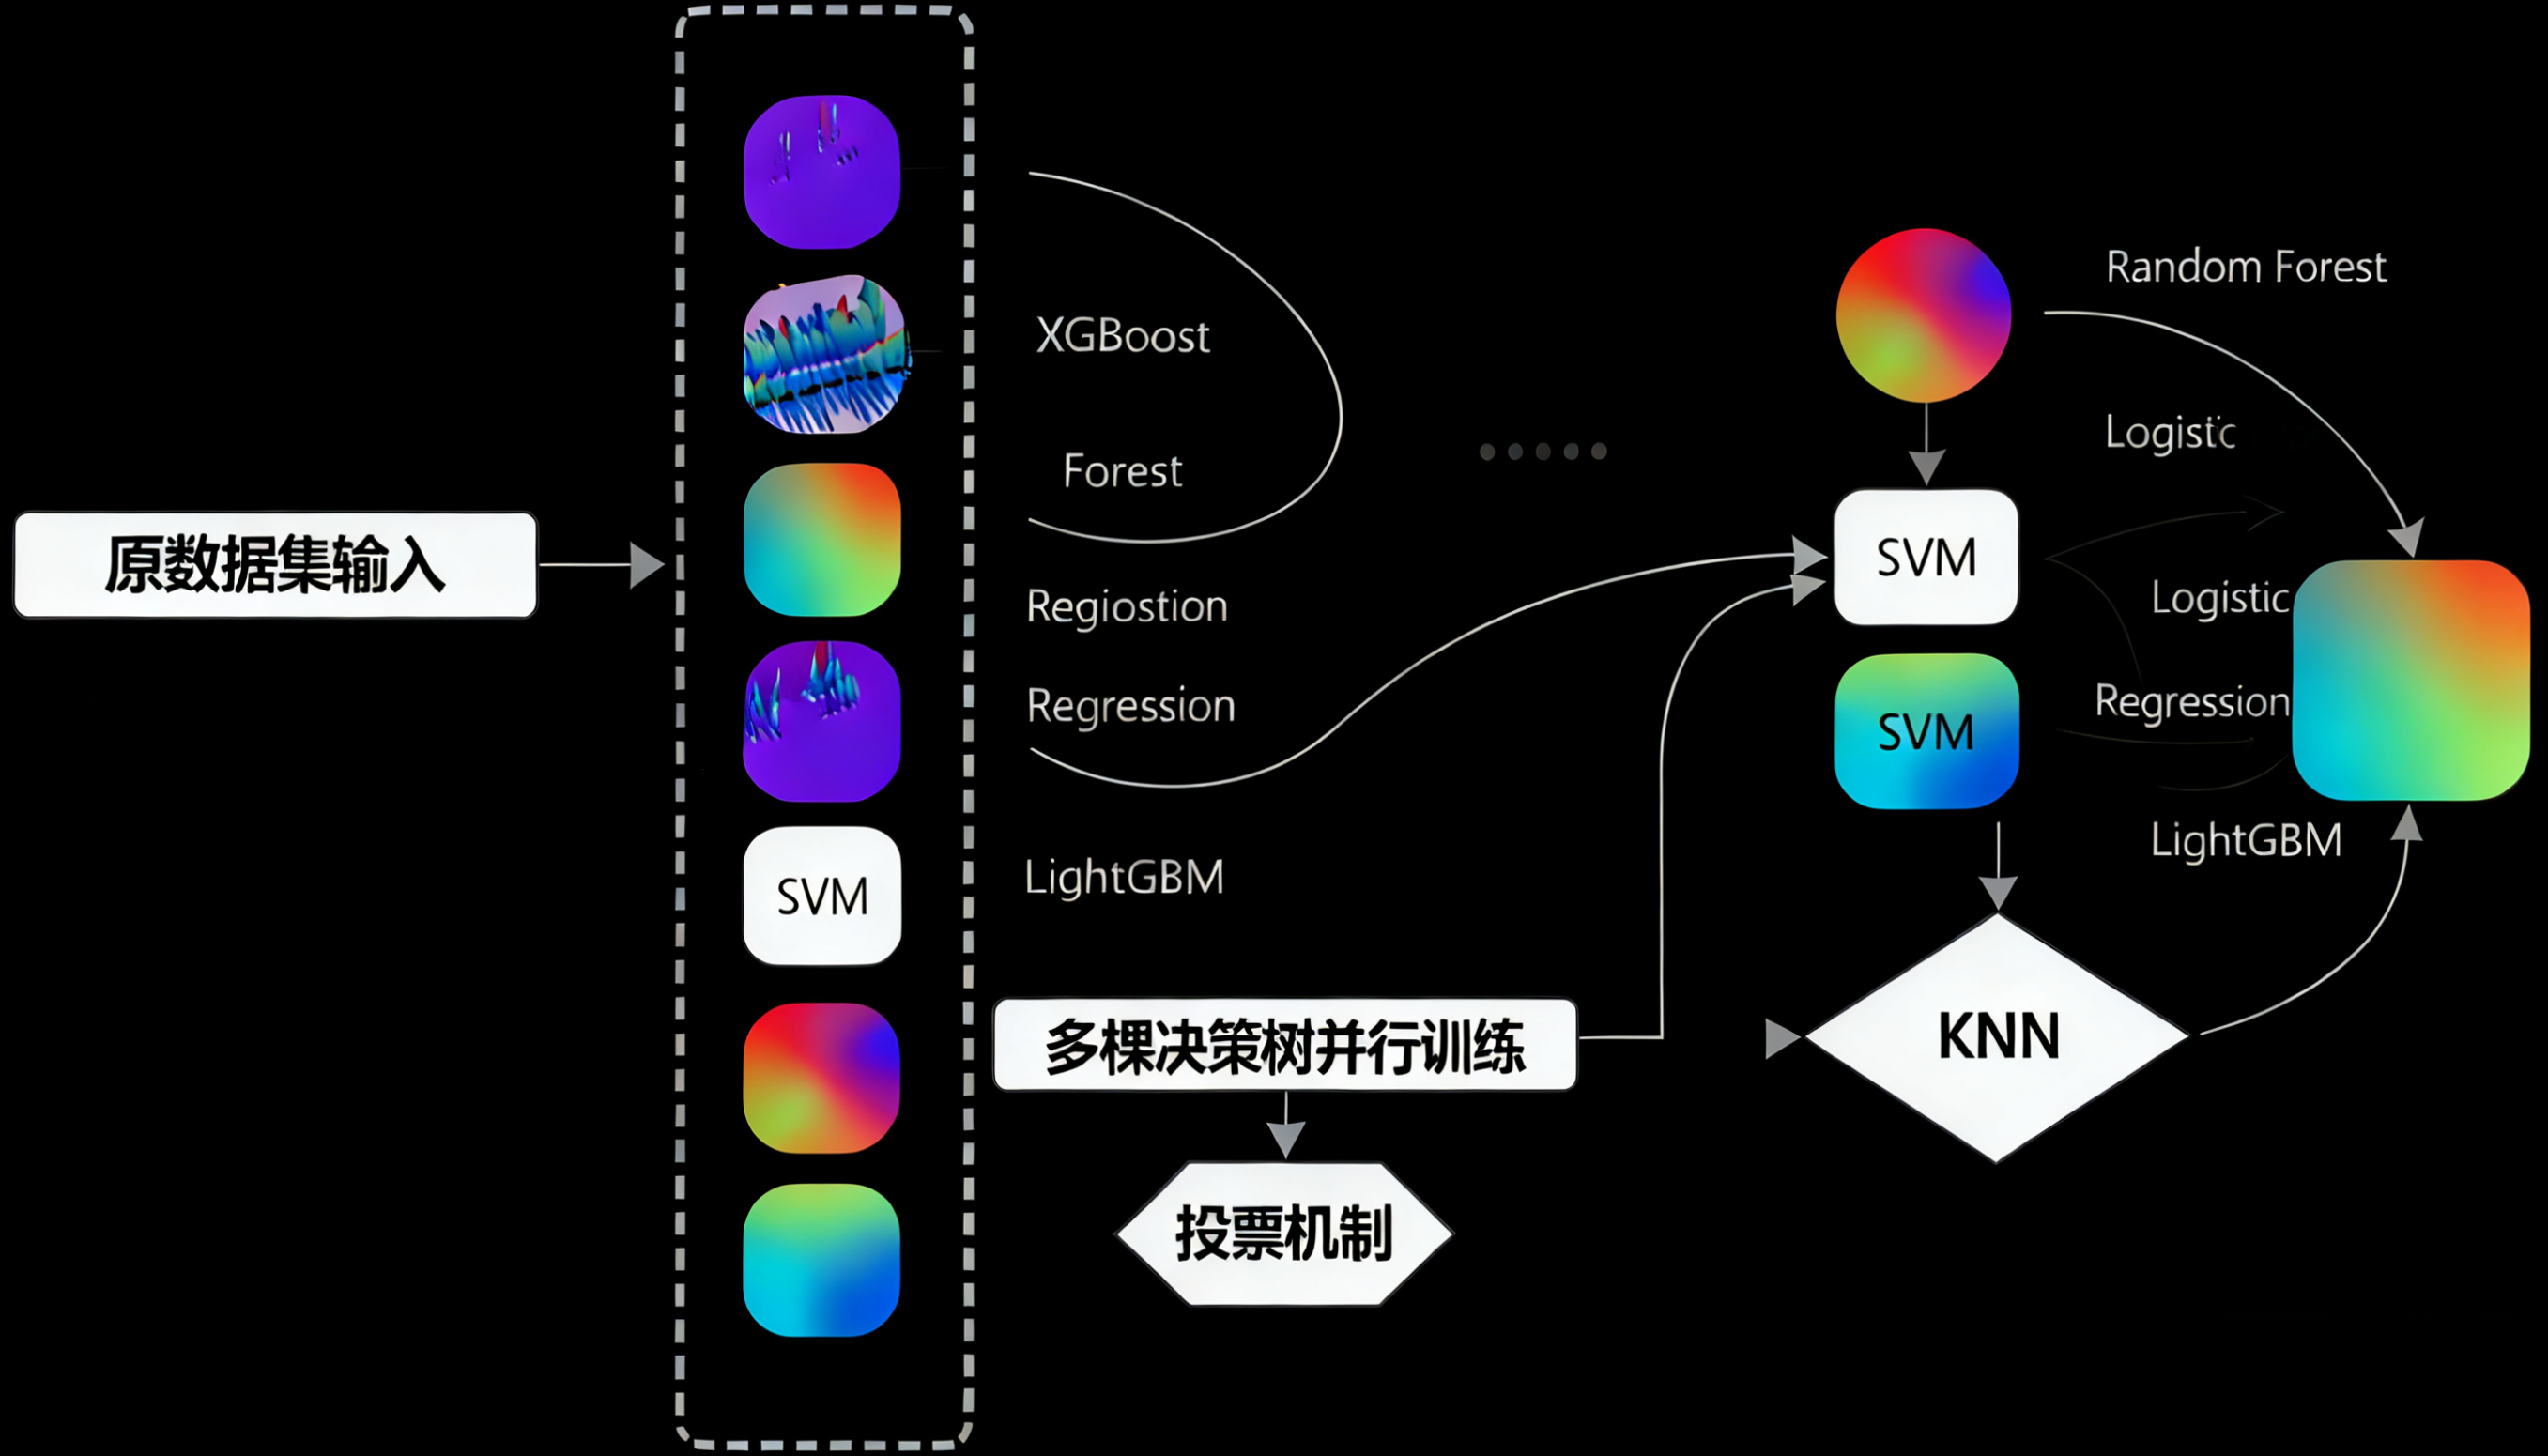 原数据集输入
SVM
XGBoost
Forest
Regiostion
Regression
LightGBM
多棵决策树并行训练
投票机制
SVM
SVM
KNN
Random Forest
Logistic
Logistic
Regression
LightGBM